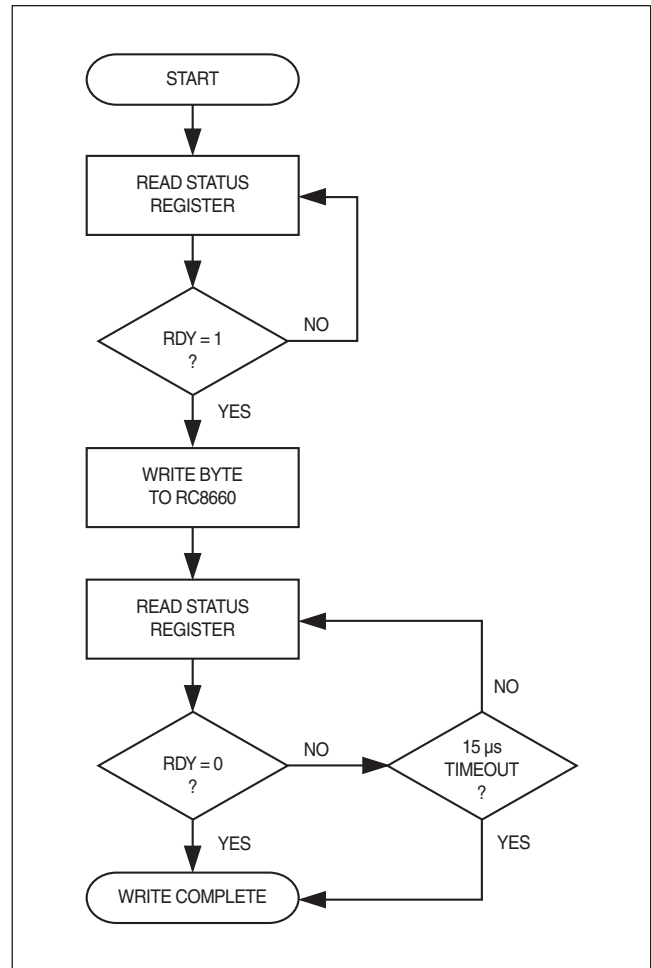 START
READ STATUS
REGISTER
RDY = 1
?
NO
YES
WRITE BYTE
TO RC8660
READ STATUS
REGISTER
RDY = 0
?
NO
15 µs
TIMEOUT
?
NO
YES
YES
WRITE COMPLETE